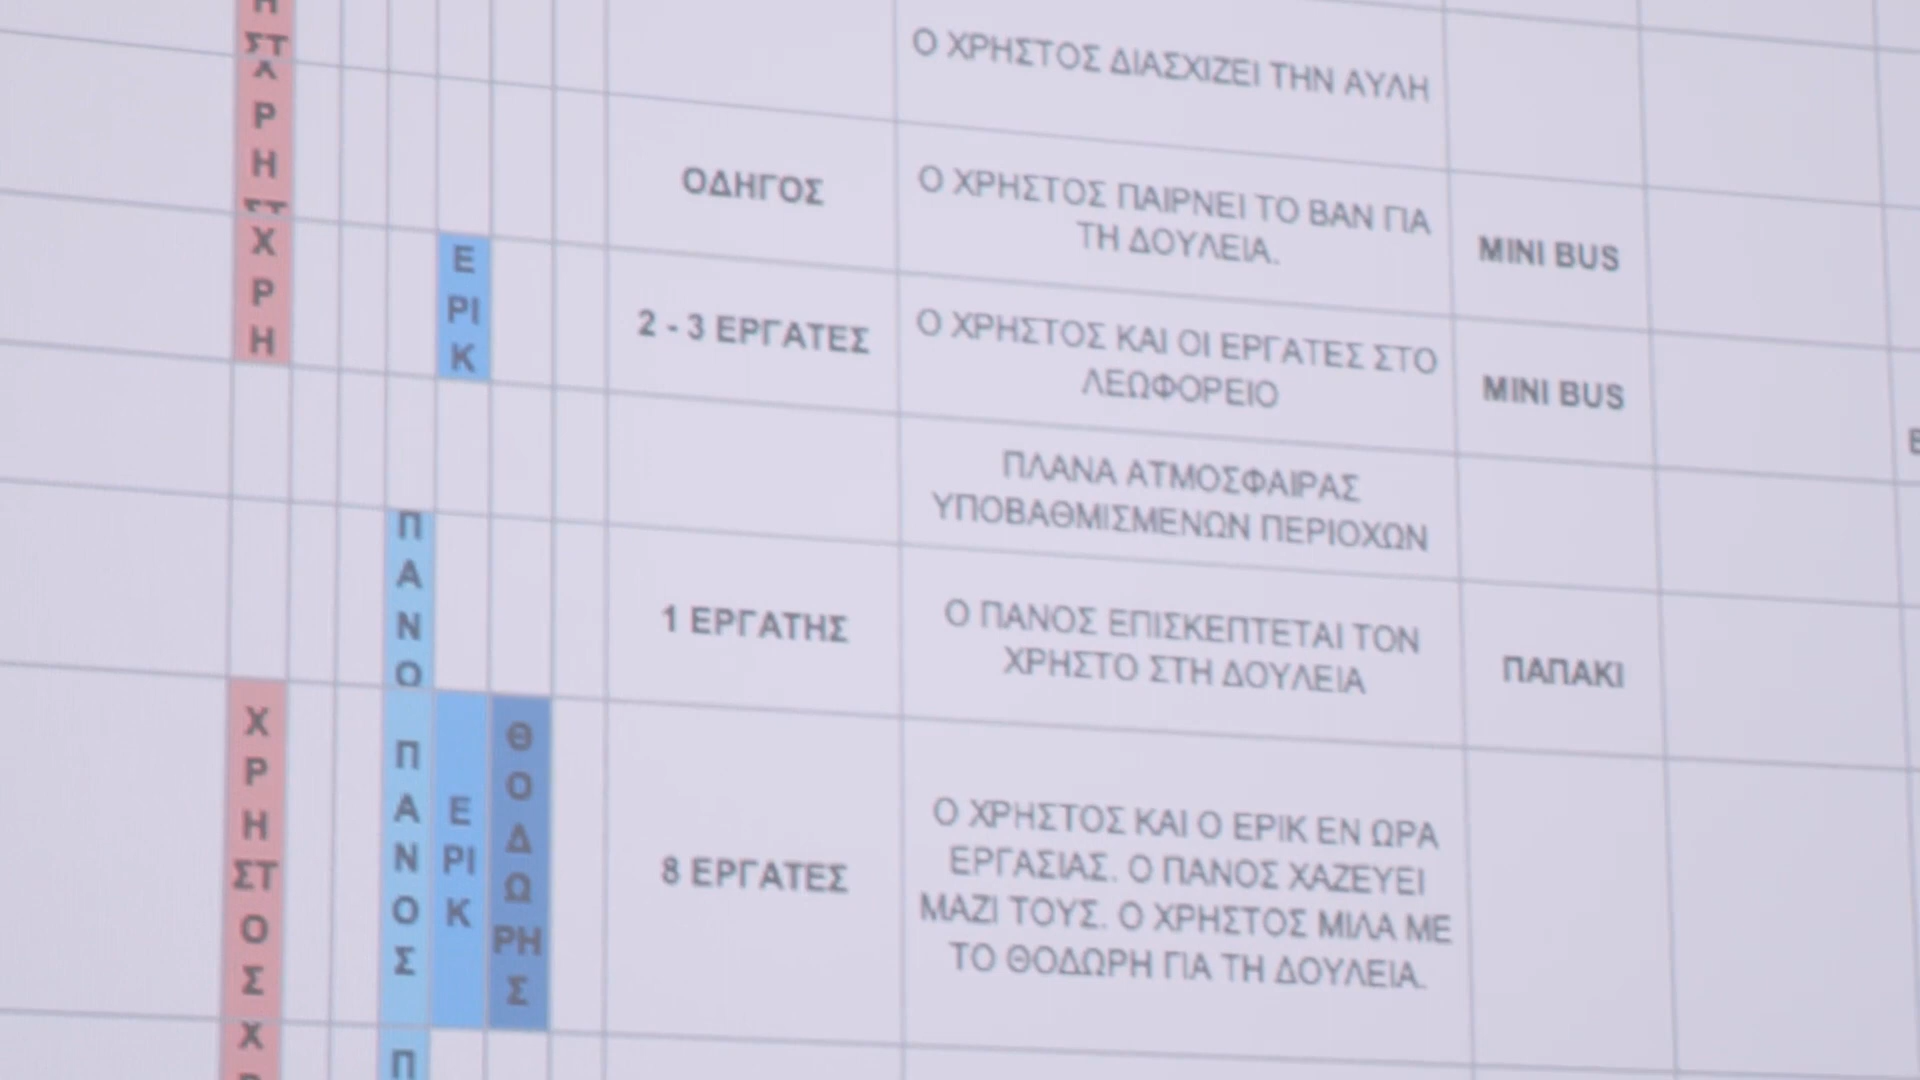 Η
ΣΤ
Ο ΧΡΗΣΤΟΣ ΔΙΑΣΧΙΖΕΙ ΤΗΝ ΑΥΛΗ
Χ
Ρ
Η
ΣΤ
ΟΔΗΓΟΣ
Ο ΧΡΗΣΤΟΣ ΠΑΙΡΝΕΙ ΤΟ ΒΑΝ ΓΙΑ
ΤΗ ΔΟΥΛΕΙΑ.
MINI BUS
Χ
Ρ
Η
Ε
ΡΙ
Κ
2 - 3 ΕΡΓΑΤΕΣ
Ο ΧΡΗΣΤΟΣ ΚΑΙ ΟΙ ΕΡΓΑΤΕΣ ΣΤΟ
ΛΕΩΦΟΡΕΙΟ
MINI BUS
ΠΛΑΝΑ ΑΤΜΟΣΦΑΙΡΑΣ
ΥΠΟΒΑΘΜΙΣΜΕΝΩΝ ΠΕΡΙΟΧΩΝ
Π
Α
Ν
Ο
1 ΕΡΓΑΤΗΣ
Ο ΠΑΝΟΣ ΕΠΙΣΚΕΠΤΕΤΑΙ ΤΟΝ
ΧΡΗΣΤΟ ΣΤΗ ΔΟΥΛΕΙΑ
ΠΑΠΑΚΙ
Χ
Ρ
Η
ΣΤ
Ο
Σ
Π
Α
Ν
Ο
Σ
Ε
ΡΙ
Κ
Θ
Ο
Δ
Ω
ΡΗ
Σ
8 ΕΡΓΑΤΕΣ
Ο ΧΡΗΣΤΟΣ ΚΑΙ Ο ΕΡΙΚ ΕΝ ΩΡΑ
ΕΡΓΑΣΙΑΣ. Ο ΠΑΝΟΣ ΧΑΖΕΥΕΙ
ΜΑΖΙ ΤΟΥΣ. Ο ΧΡΗΣΤΟΣ ΜΙΛΑ ΜΕ
ΤΟ ΘΟΔΩΡΗ ΓΙΑ ΤΗ ΔΟΥΛΕΙΑ.
Χ
Π